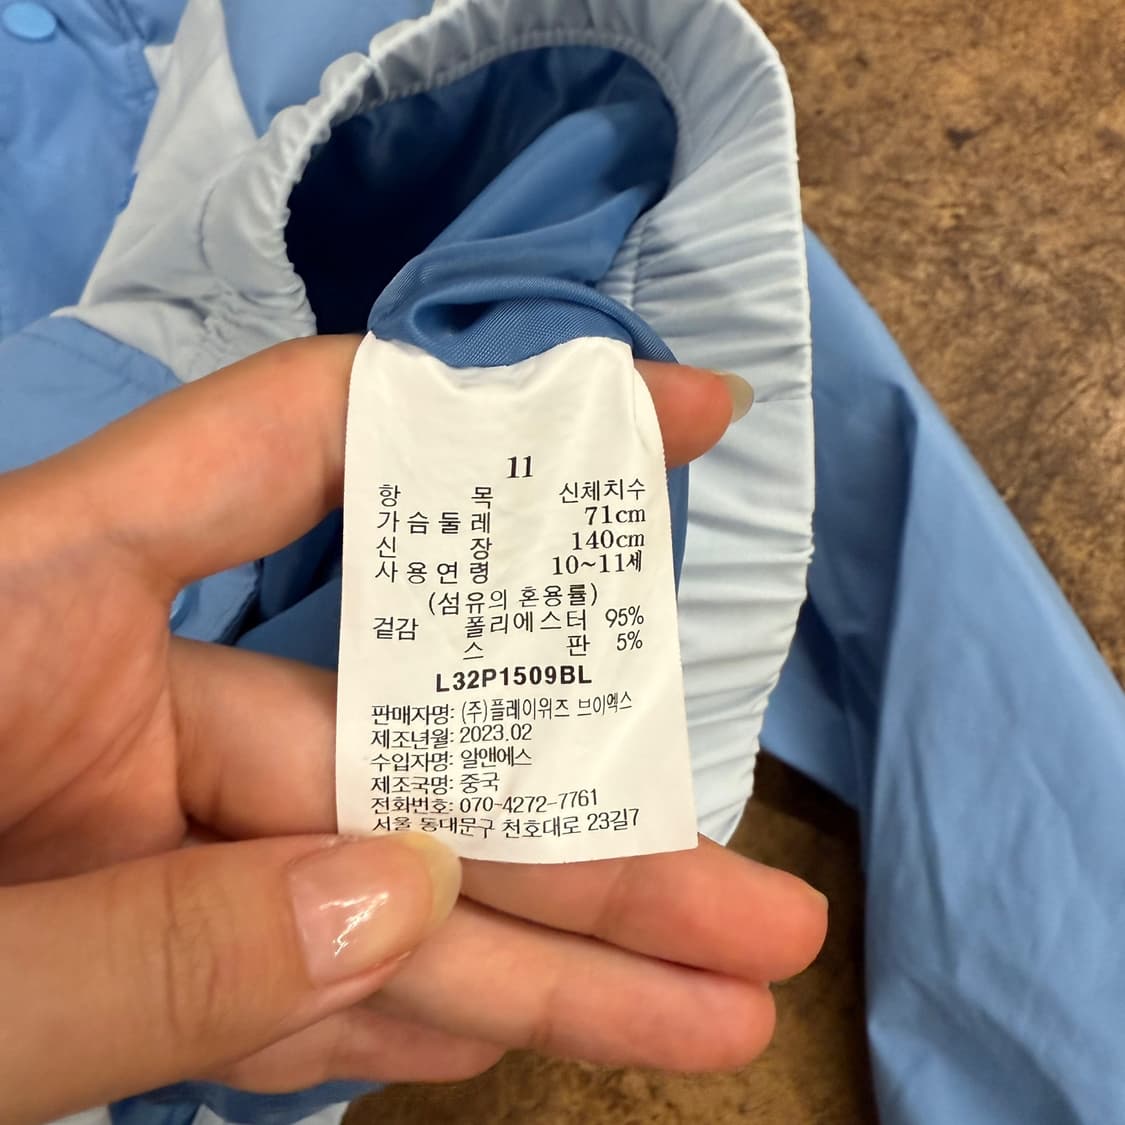 11
항 목 신체치수
가슴둘레 71cm
신 장 140cm
사용연령 10~11세
(섬유의 혼용률)
겉감 폴리에스터 95%
스 판 5%
L32P1509BL
판매자명: (주)플레이위즈 브이엑스
제조년월: 2023.02
수입자명: 알앤에스
제조국명: 중국
전화번호: 070-4272-7761
서울 동대문구 천호대로 23길7